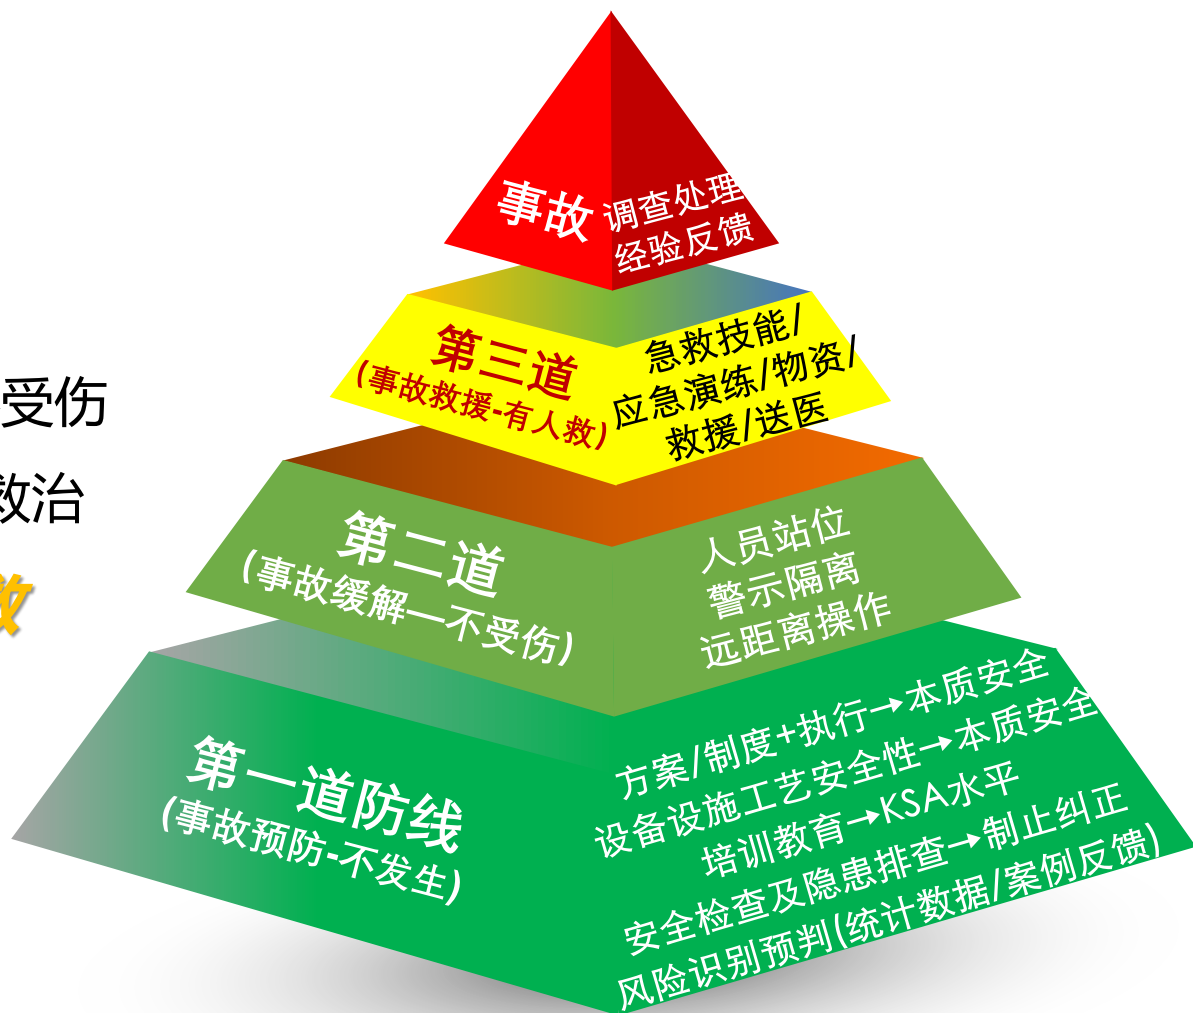 事故
调查处理
经验反馈
第三道
(事故救援-有人救)
急救技能/
应急演练/物资/
救援/送医
受伤
救治
第二道
(事故缓解—不受伤)
人员站位
警示隔离
远距离操作
第一道防线
(事故预防-不发生)
方案/制度+执行→本质安全
设备设施工艺安全性→本质安全
培训教育→KSA水平
安全检查及隐患排查→制止纠正
风险识别预判(统计数据/案例反馈)